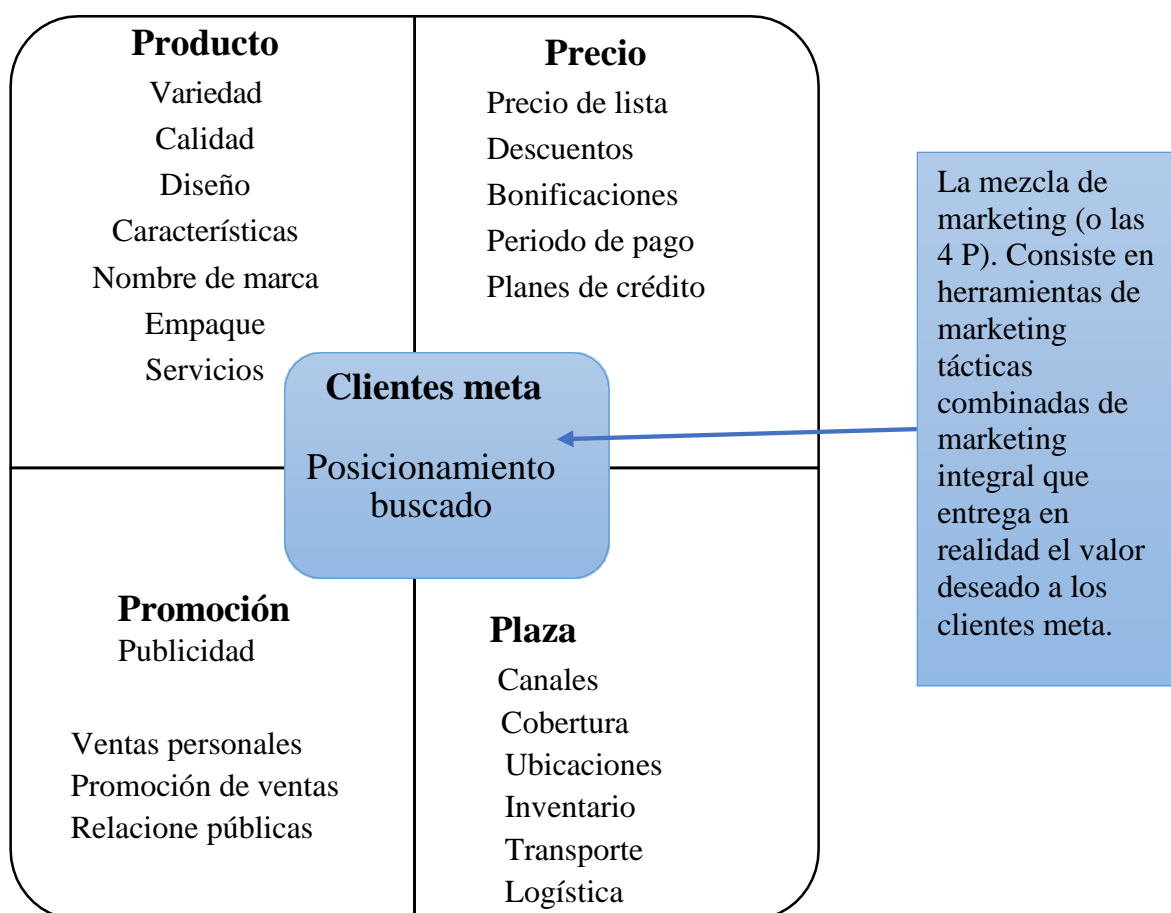 Producto
Variedad
Calidad
Diseño
Características
Nombre de marca
Empaque
Servicios
Precio
Precio de lista
Descuentos
Bonificaciones
Periodo de pago
Planes de crédito
Clientes meta
Posicionamiento
buscado
Promoción
Publicidad
Ventas personales
Promoción de ventas
Relacione públicas
Plaza
Canales
Cobertura
Ubicaciones
Inventario
Transporte
Logística
La mezcla de
marketing (o las
4 P). Consiste en
herramientas de
marketing
tácticas
combinadas de
marketing
integral que
entrega en
realidad el valor
deseado a los
clientes meta.